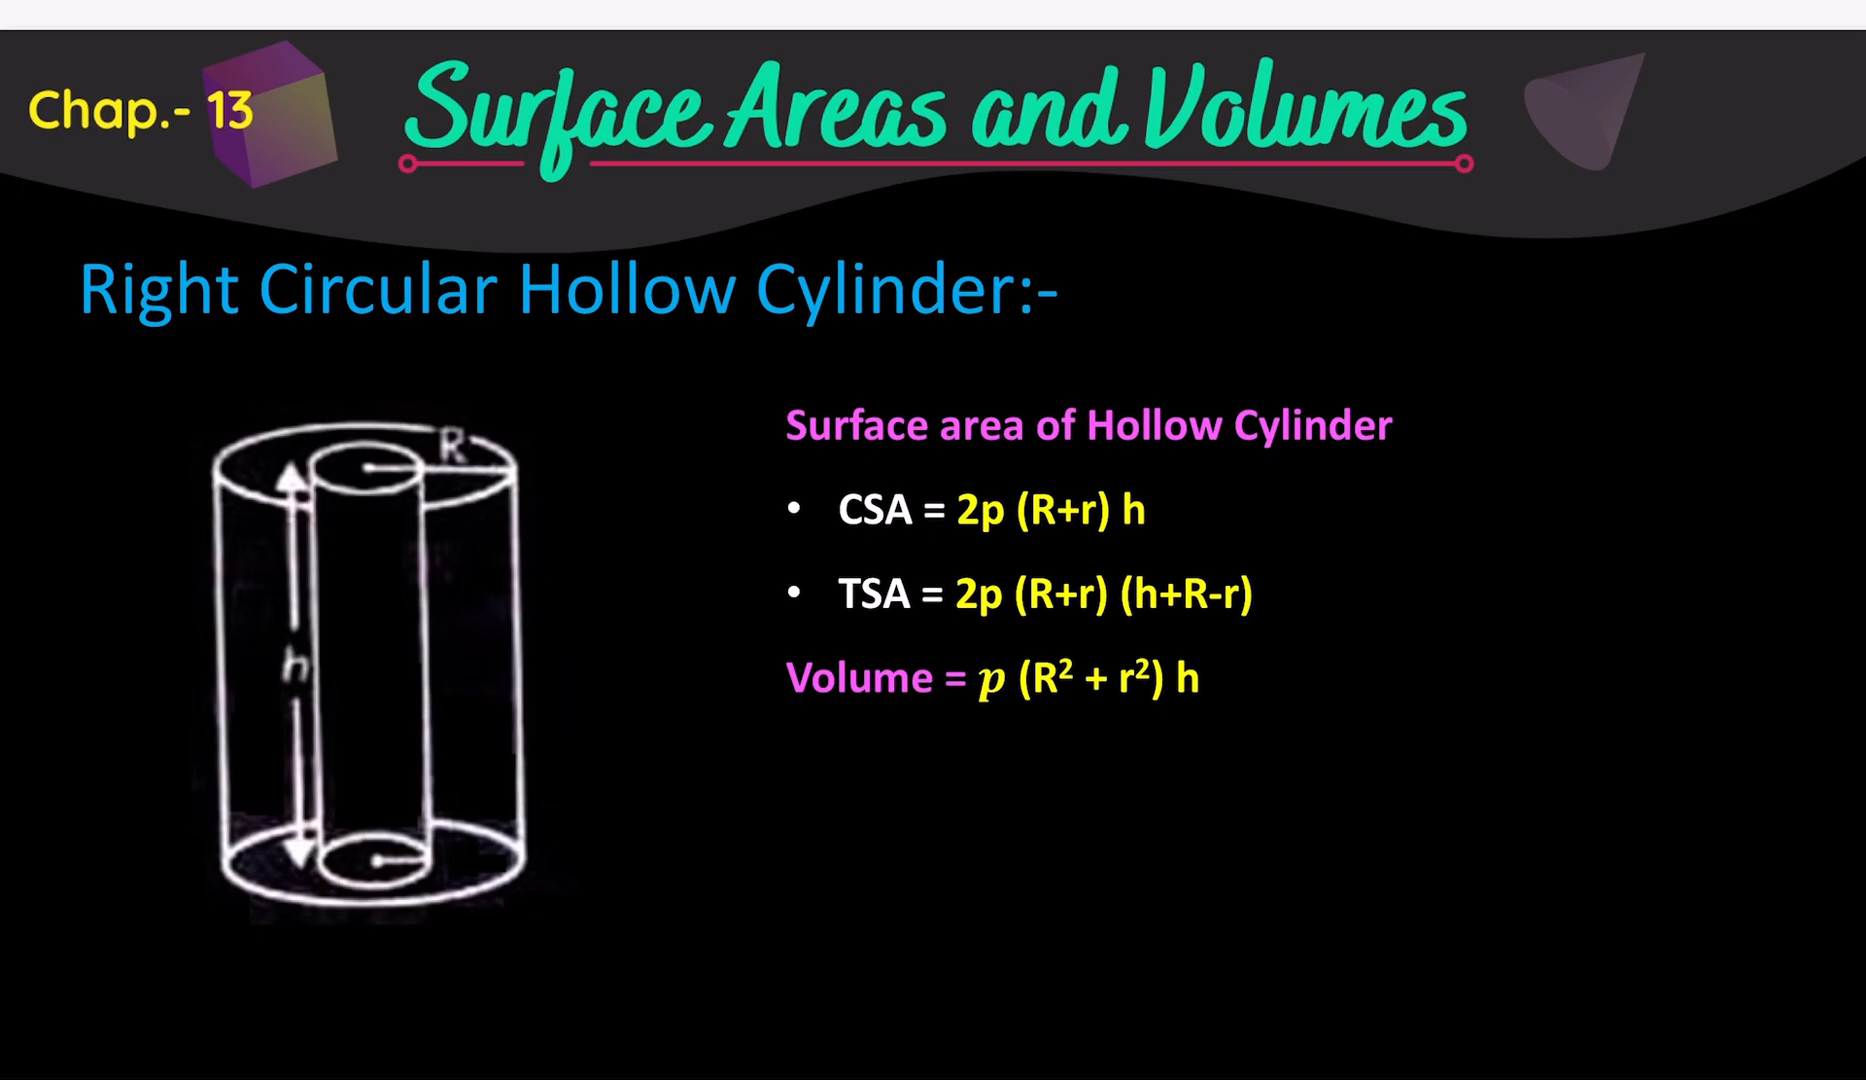 Chap.- 13
Surface Areas and Volumes
Right Circular Hollow Cylinder:-
R
h
Surface area of Hollow Cylinder
• CSA = 2p (R+r) h
• TSA = 2p (R+r) (h+R-r)
Volume = p (R² + r²) h